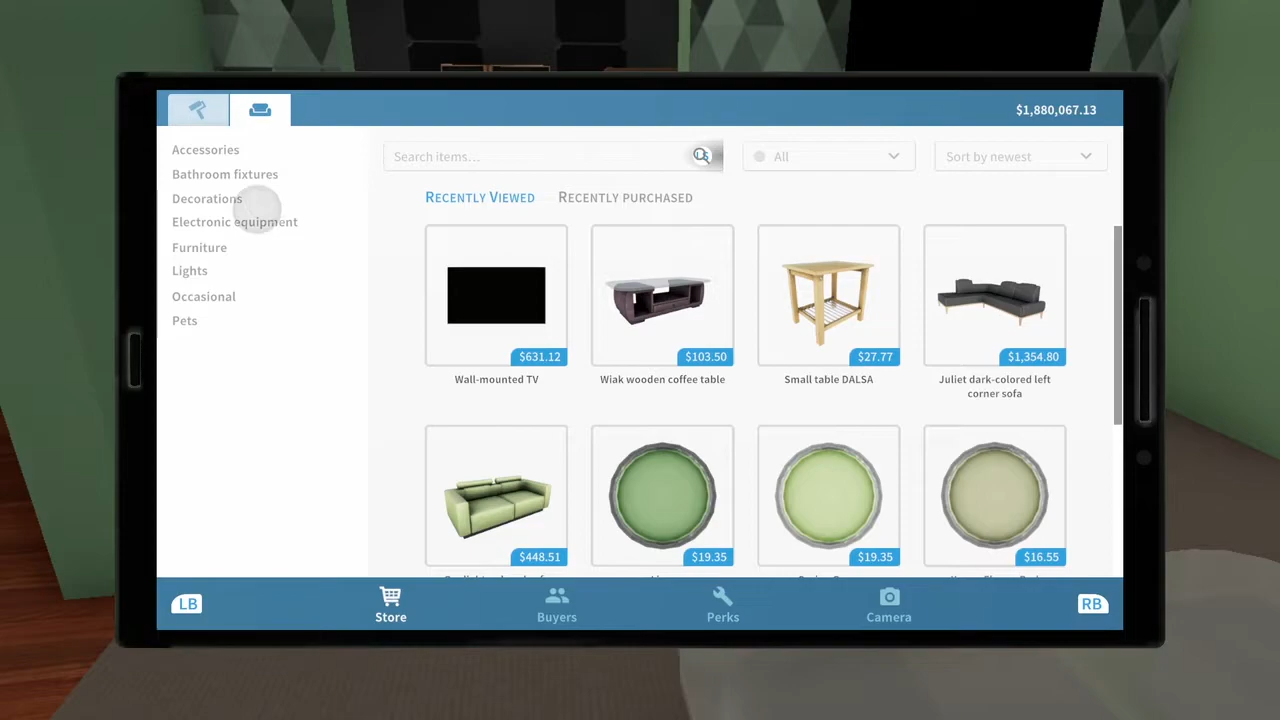 $1,880,067.13
Accessories
Bathroom fixtures
Decorations
Electronic equipment
Furniture
Lights
Occasional
Pets
Search items...
All
Sort by newest
RECENTLY VIEWED
RECENTLY PURCHASED
$631.12
$103.50
$27.77
$1,354.80
Wall-mounted TV
Wiak wooden coffee table
Small table DALSA
Juliet dark-colored left
corner sofa
$448.51
$19.35
$19.35
$16.55
LB
Store
Buyers
Perks
Camera
RB